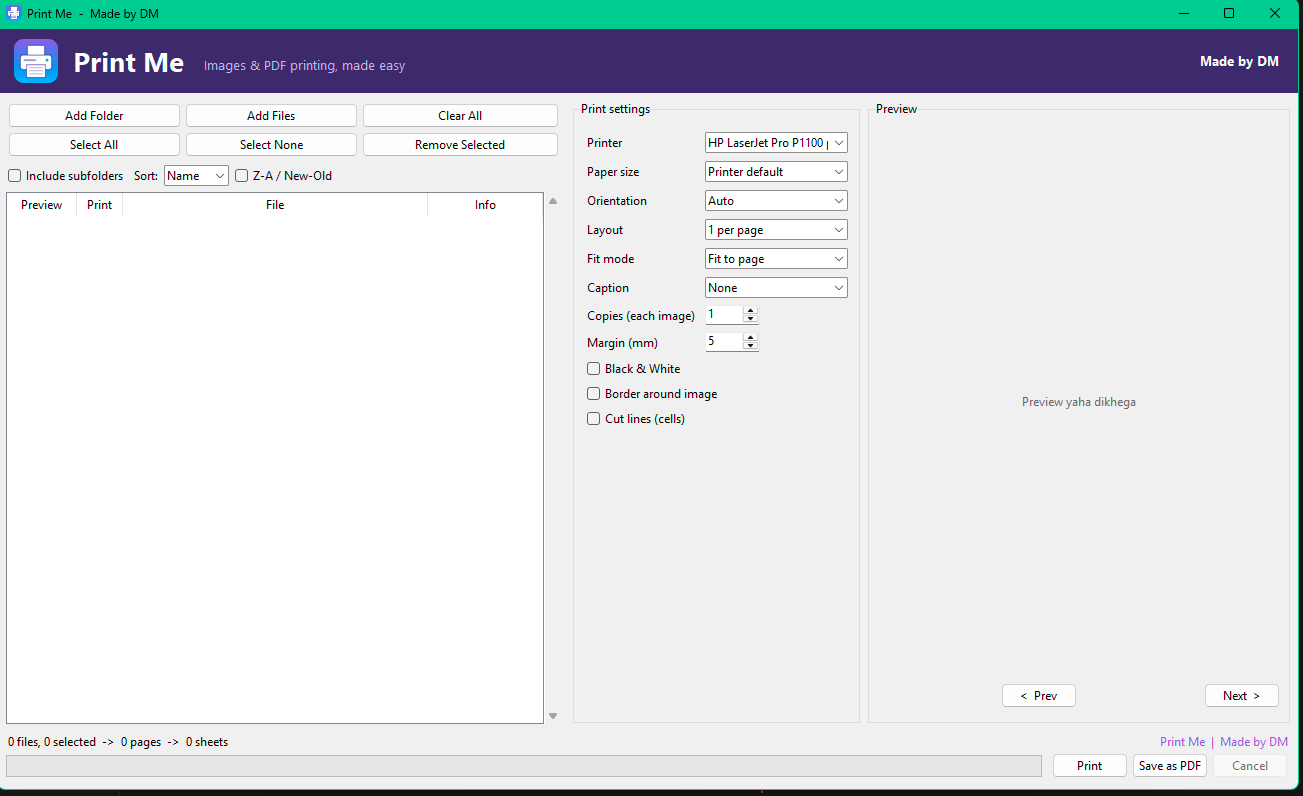 Print Me - Made by DM
Print Me Images & PDF printing, made easy Made by DM
Add Folder Add Files Clear All
Select All Select None Remove Selected
Include subfolders Sort: Name Z-A / New-Old
Preview Print File Info
Print settings
Printer HP LaserJet Pro P1100
Paper size Printer default
Orientation Auto
Layout 1 per page
Fit mode Fit to page
Caption None
Copies (each image) 1
Margin (mm) 5
Black & White
Border around image
Cut lines (cells)
Preview
Preview yaha dikhega
< Prev Next >
0 files, 0 selected -> 0 pages -> 0 sheets
Print Me | Made by DM
Print Save as PDF Cancel